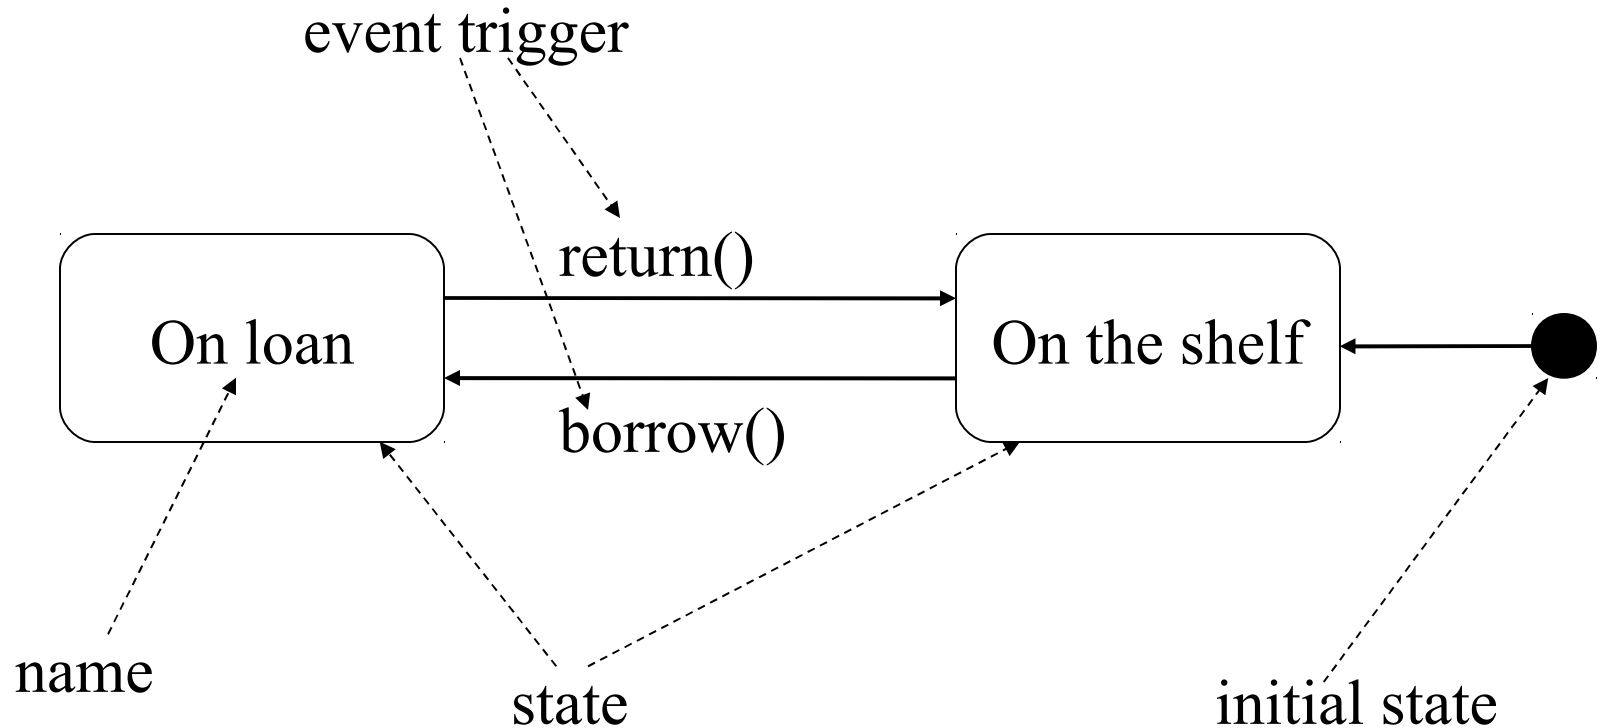 event trigger
return()
On loan
On the shelf
borrow()
name
state
initial state